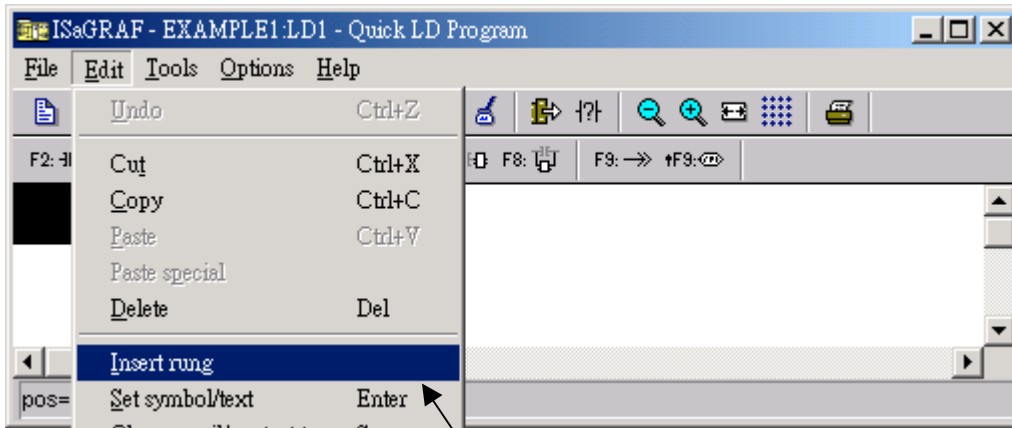 ISaGRAF - EXAMPLE1:LD1 - Quick LD Program
File Edit Tools Options Help
Undo Ctrl+Z
F2: F8: F9: F9:
Cut Ctrl+X
Copy Ctrl+C
Paste Ctrl+V
Paste special
Delete Del
Insert rung
pos= Set symbol/text Enter